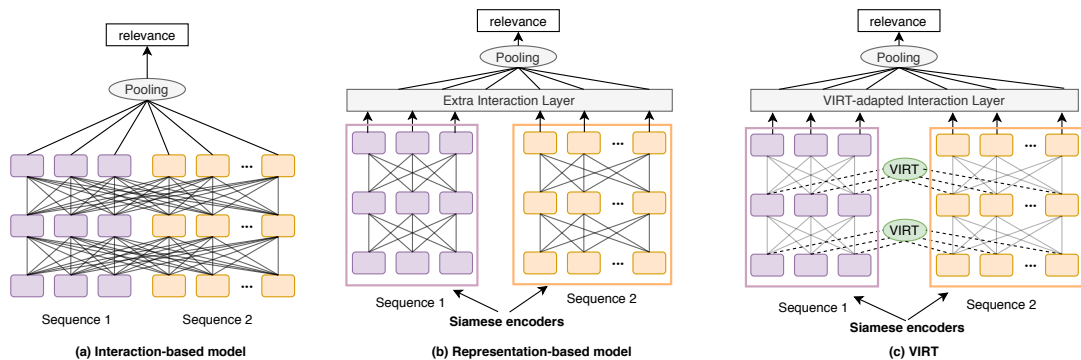 relevance
Pooling
...
...
...
Sequence 1
Sequence 2
(a) Interaction-based model
relevance
Pooling
Extra Interaction Layer
...
...
...
Sequence 1
Sequence 2
Siamese encoders
(b) Representation-based model
relevance
Pooling
VIRT-adapted Interaction Layer
...
VIRT
...
VIRT
...
Sequence 1
Sequence 2
Siamese encoders
(c) VIRT